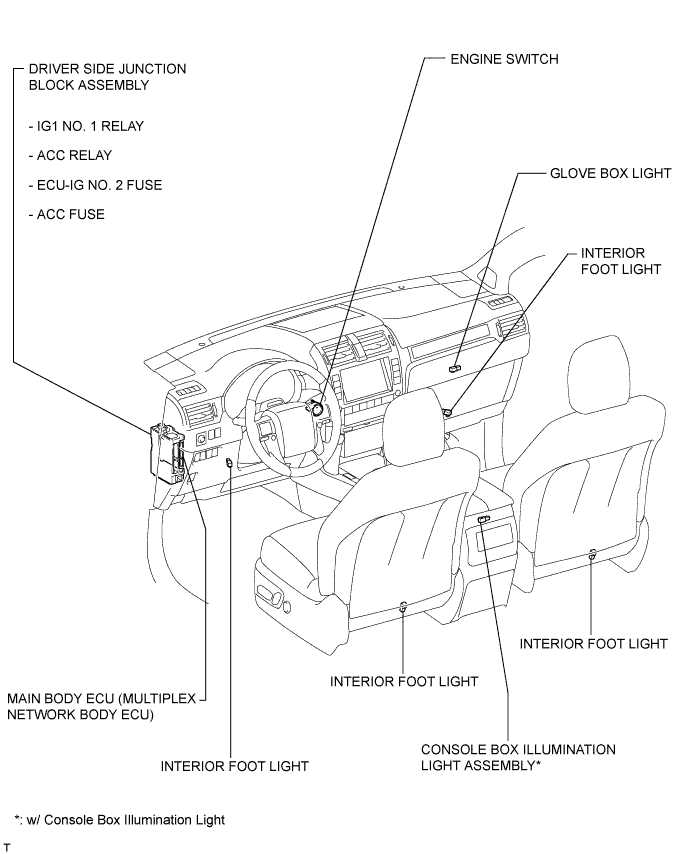 ENGINE SWITCH
DRIVER SIDE JUNCTION
BLOCK ASSEMBLY
- IG1 NO. 1 RELAY
- ACC RELAY
- ECU-IG NO. 2 FUSE
- ACC FUSE
GLOVE BOX LIGHT
INTERIOR
FOOT LIGHT
INTERIOR FOOT LIGHT
INTERIOR FOOT LIGHT
MAIN BODY ECU (MULTIPLEX
NETWORK BODY ECU)
CONSOLE BOX ILLUMINATION
LIGHT ASSEMBLY*
INTERIOR FOOT LIGHT
*: w/ Console Box Illumination Light
T